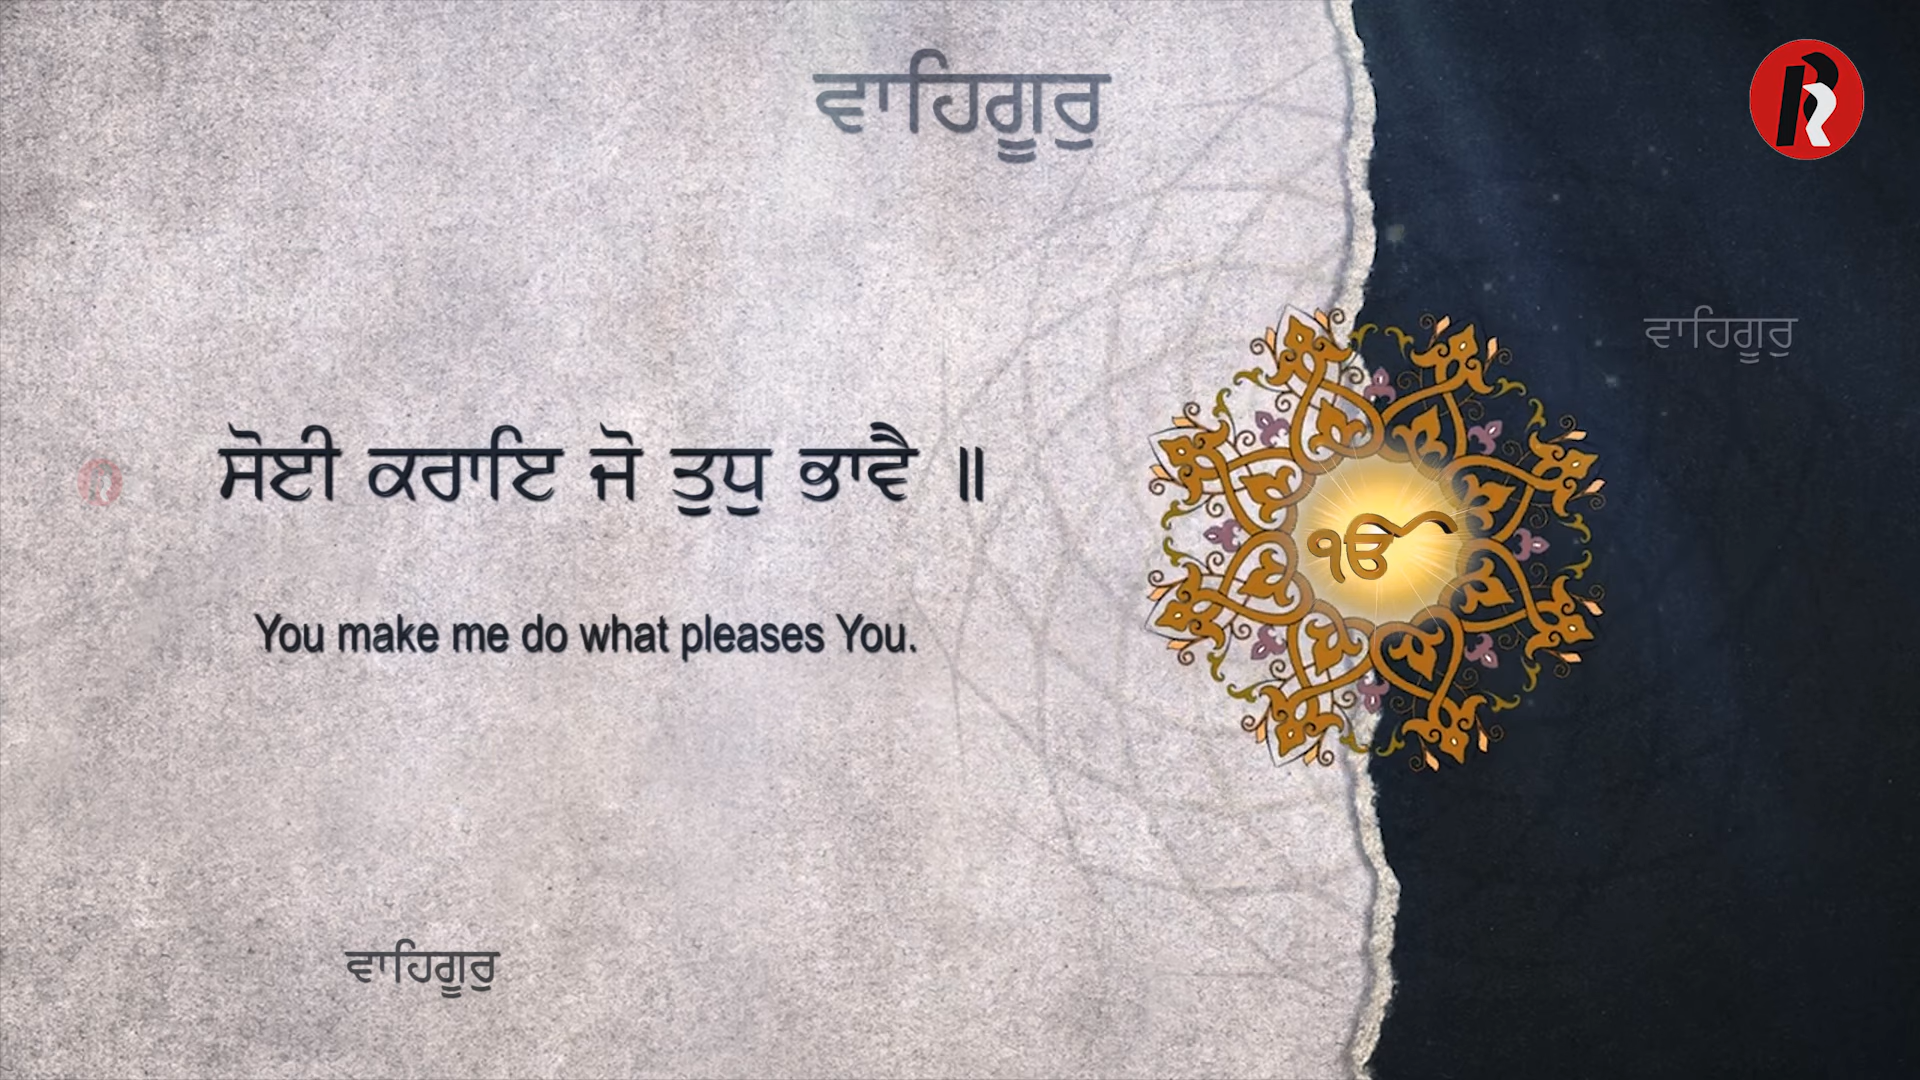 ਵਾਹਿਗੂਰੁ
ਵਾਹਿਗੂਰੁ
ਸੋਈ ਕਰਾਇ ਜੋ ਤੁਧੁ ਭਾਵੈ ॥
ੴ
You make me do what pleases You.
ਵਾਹਿਗੂਰੁ